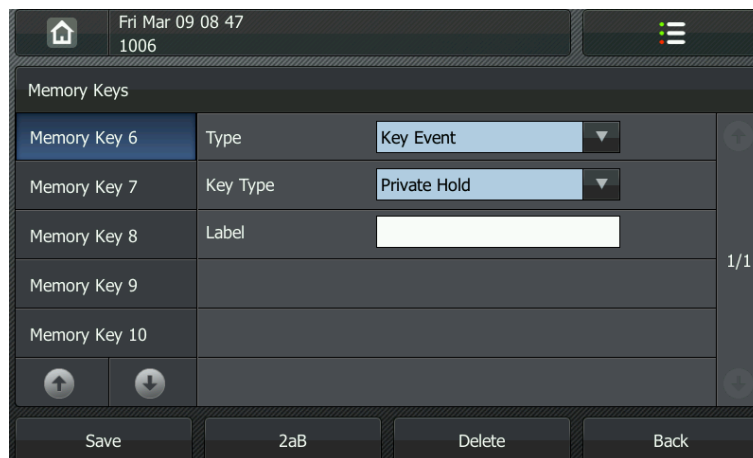 Fri Mar 09 08 47
1006
Memory Keys
Memory Key 6
Type
Key Event
Memory Key 7
Key Type
Private Hold
Memory Key 8
Label
1/1
Memory Key 9
Memory Key 10
Save
2aB
Delete
Back